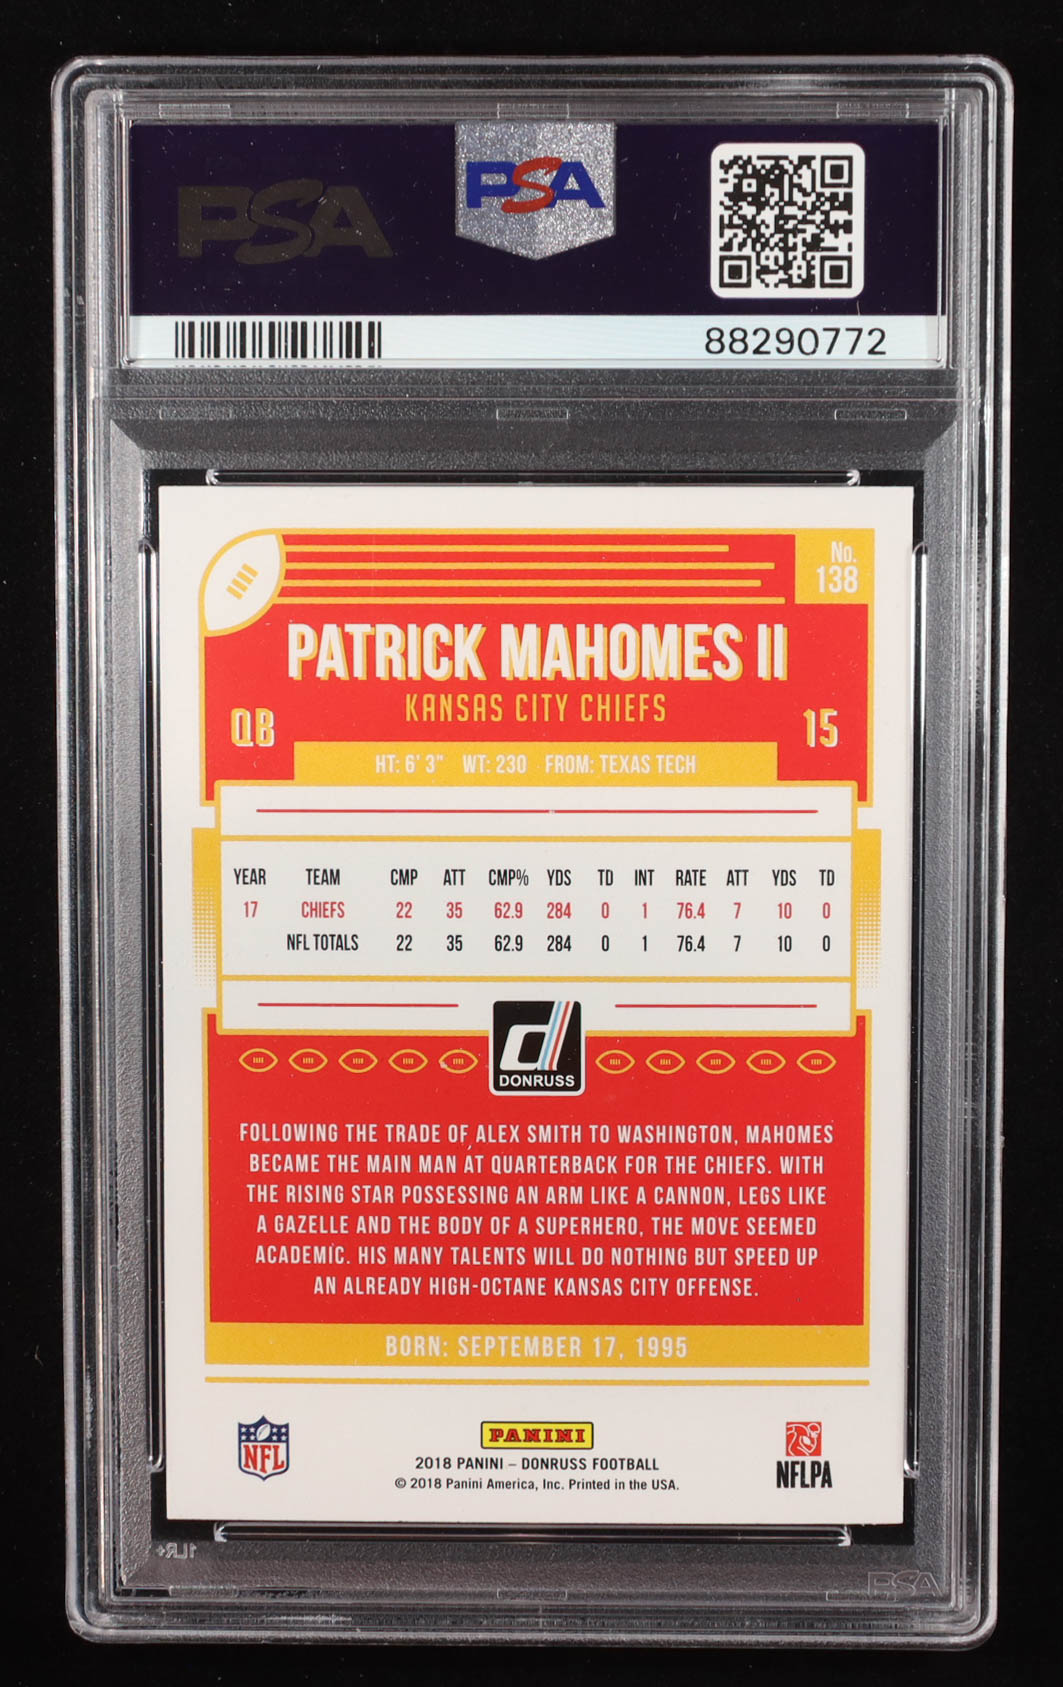 PSA
PSA
88290772
No.
138
PATRICK MAHOMES II
KANSAS CITY CHIEFS
QB
15
HT: 6' 3" WT: 230 FROM: TEXAS TECH
YEAR TEAM CMP ATT CMP% YDS TD INT RATE ATT YDS TD
17 CHIEFS 22 35 62.9 284 0 1 76.4 7 10 0
NFL TOTALS 22 35 62.9 284 0 1 76.4 7 10 0
d
DONRUSS
FOLLOWING THE TRADE OF ALEX SMITH TO WASHINGTON, MAHOMES
BECAME THE MAIN MAN AT QUARTERBACK FOR THE CHIEFS. WITH
THE RISING STAR POSSESSING AN ARM LIKE A CANNON, LEGS LIKE
A GAZELLE AND THE BODY OF A SUPERHERO, THE MOVE SEEMED
ACADEMIC. HIS MANY TALENTS WILL DO NOTHING BUT SPEED UP
AN ALREADY HIGH-OCTANE KANSAS CITY OFFENSE.
BORN: SEPTEMBER 17, 1995
NFL
PANINI
2018 PANINI – DONRUSS FOOTBALL
© 2018 Panini America, Inc. Printed in the USA.
NFLPA
1LR+
PSA